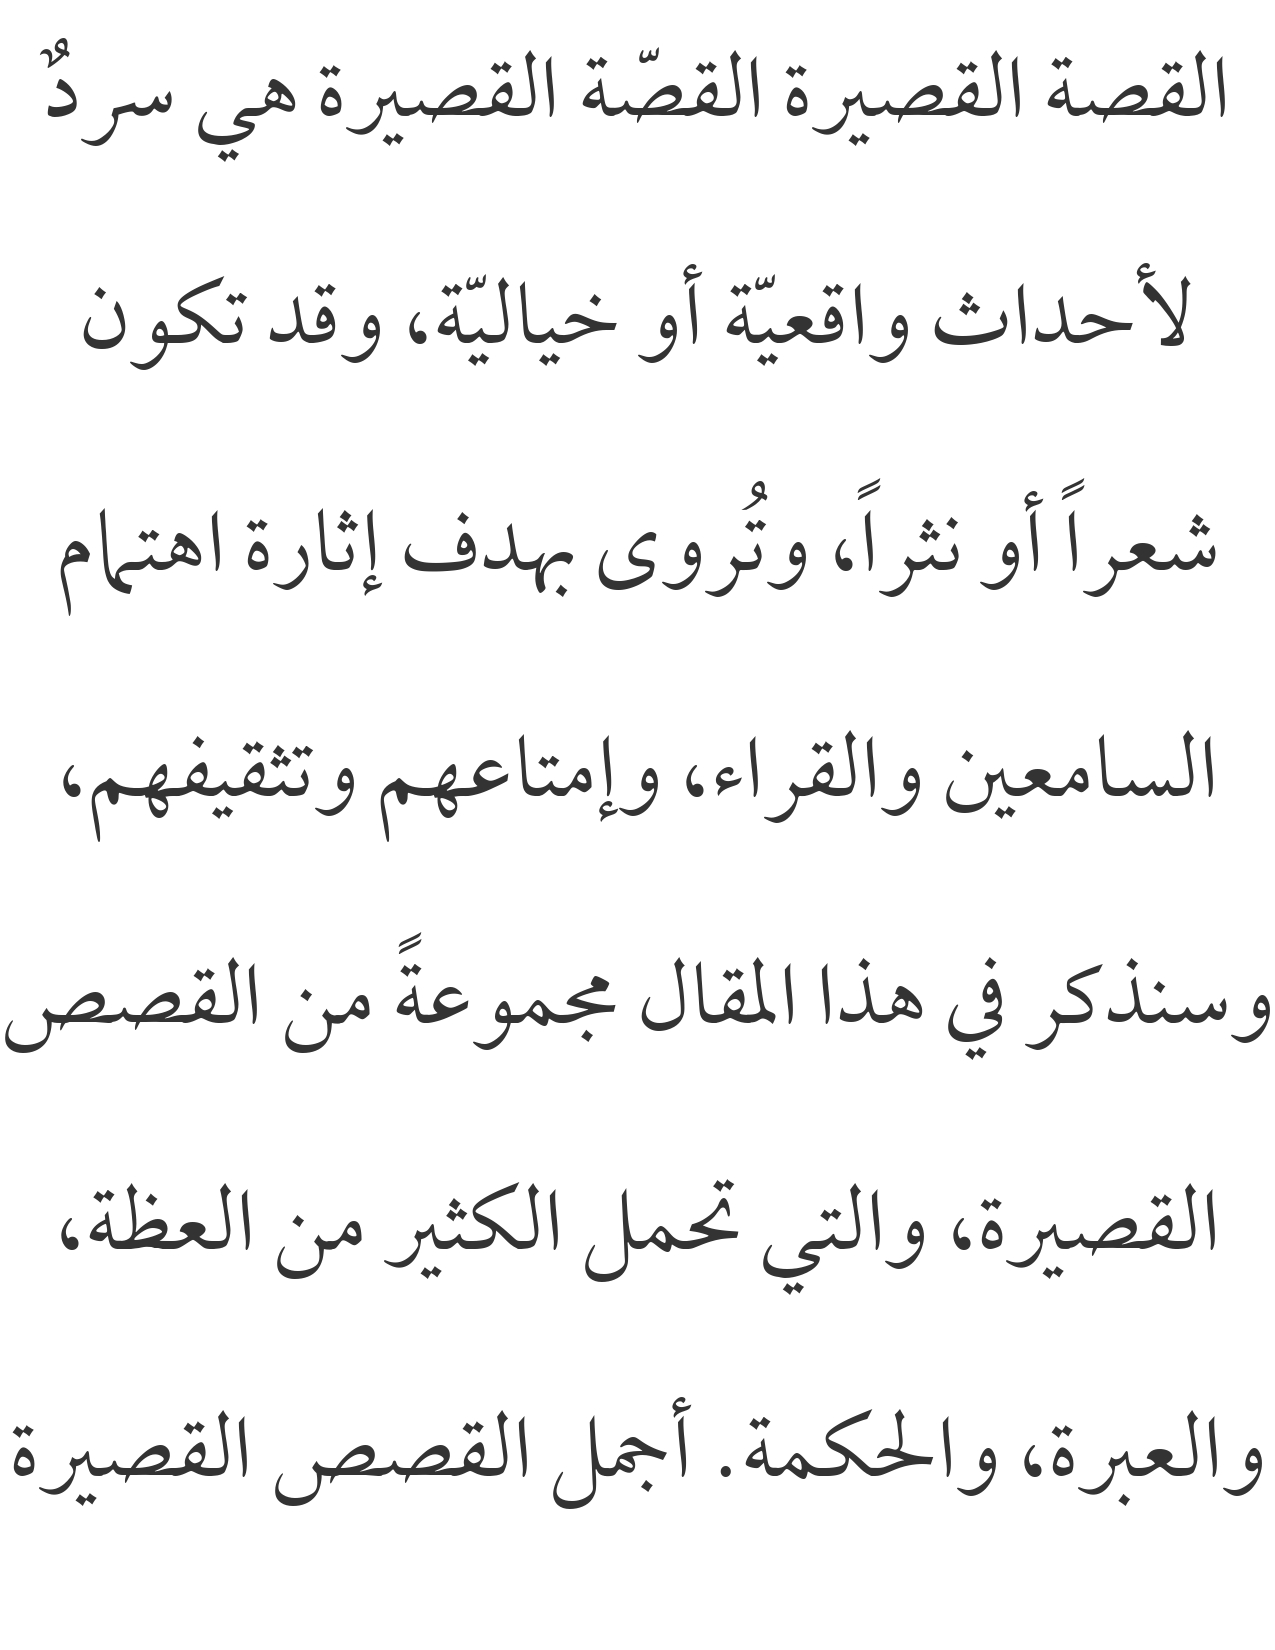 القصة القصيرة القصّة القصيرة هي سردٌ
لأحداث واقعيّة أو خياليّة، وقد تكون
شعراً أو نثراً، وتُروى بهدف إثارة اهتمام
السامعين والقراء، وإمتاعهم وتثقيفهم،
وسنذكر في هذا المقال مجموعةً من القصص
القصيرة، والتي تحمل الكثير من العظة،
والعبرة، والحكمة. أجمل القصص القصيرة